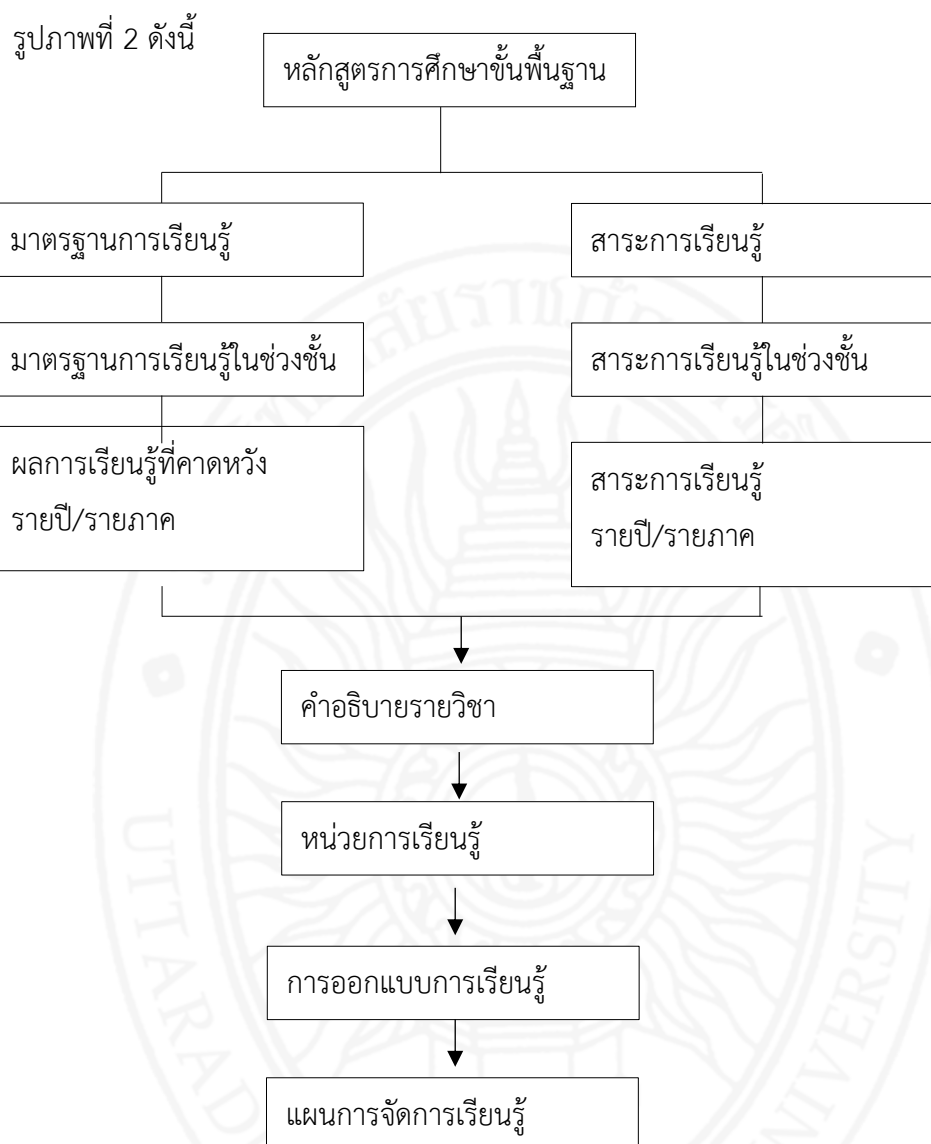 รูปภาพที่ 2 ดังนี้
หลักสูตรการศึกษาขั้นพื้นฐาน
มาตรฐานการเรียนรู้
สาระการเรียนรู้
มาตรฐานการเรียนรู้ในช่วงชั้น
สาระการเรียนรู้ในช่วงชั้น
ผลการเรียนรู้ที่คาดหวัง
รายปี/รายภาค
สาระการเรียนรู้
รายปี/รายภาค
คำอธิบายรายวิชา
หน่วยการเรียนรู้
การออกแบบการเรียนรู้
แผนการจัดการเรียนรู้
UTTARAD
UNIVERSITY